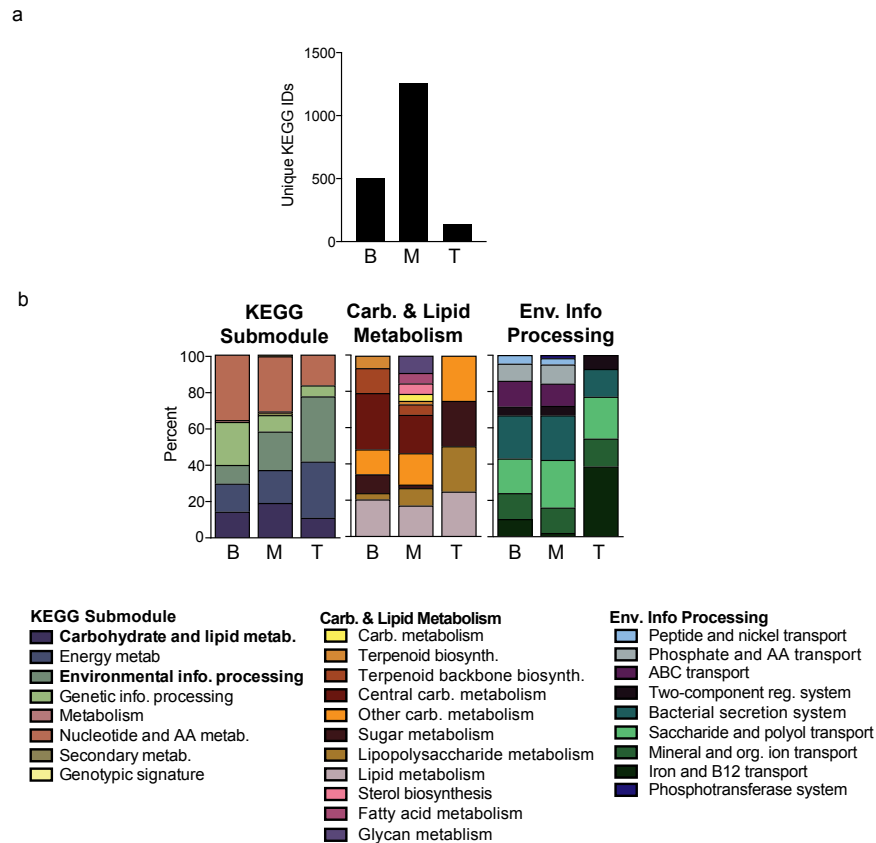 a
1500
1000
500
0
Unique KEGG IDs
B M T
b
KEGG
Submodule
Carb. & Lipid
Metabolism
Env. Info
Processing
100
80
60
40
20
0
Percent
B M T B M T B M T
KEGG Submodule
Carbohydrate and lipid metab.
Energy metab
Environmental info. processing
Genetic info. processing
Metabolism
Nucleotide and AA metab.
Secondary metab.
Genotypic signature
Carb. & Lipid Metabolism
Carb. metabolism
Terpenoid biosynth.
Terpenoid backbone biosynth.
Central carb. metabolism
Other carb. metabolism
Sugar metabolism
Lipopolysaccharide metabolism
Lipid metabolism
Sterol biosynthesis
Fatty acid metabolism
Glycan metablism
Env. Info Processing
Peptide and nickel transport
Phosphate and AA transport
ABC transport
Two-component reg. system
Bacterial secretion system
Saccharide and polyol transport
Mineral and org. ion transport
Iron and B12 transport
Phosphotransferase system